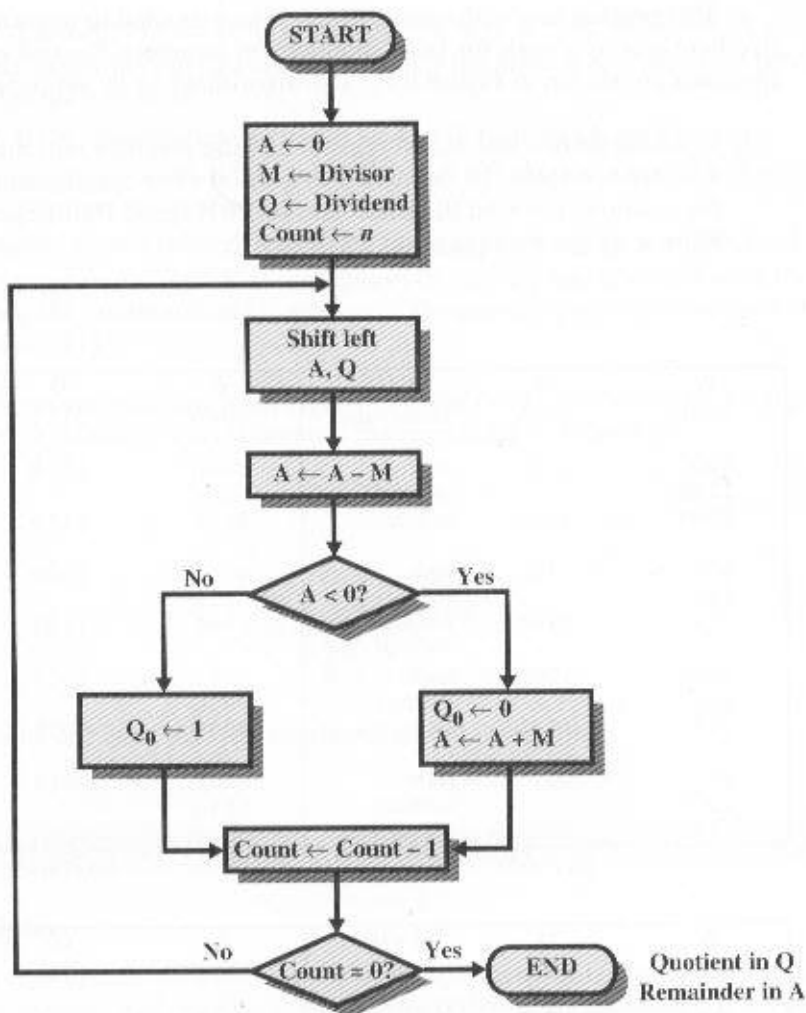 START
A ← 0
M ← Divisor
Q ← Dividend
Count ← n
Shift left
A, Q
A ← A − M
No
A < 0?
Yes
Q₀ ← 1
Q₀ ← 0
A ← A + M
Count ← Count − 1
No
Count = 0?
Yes
END
Quotient in Q
Remainder in A